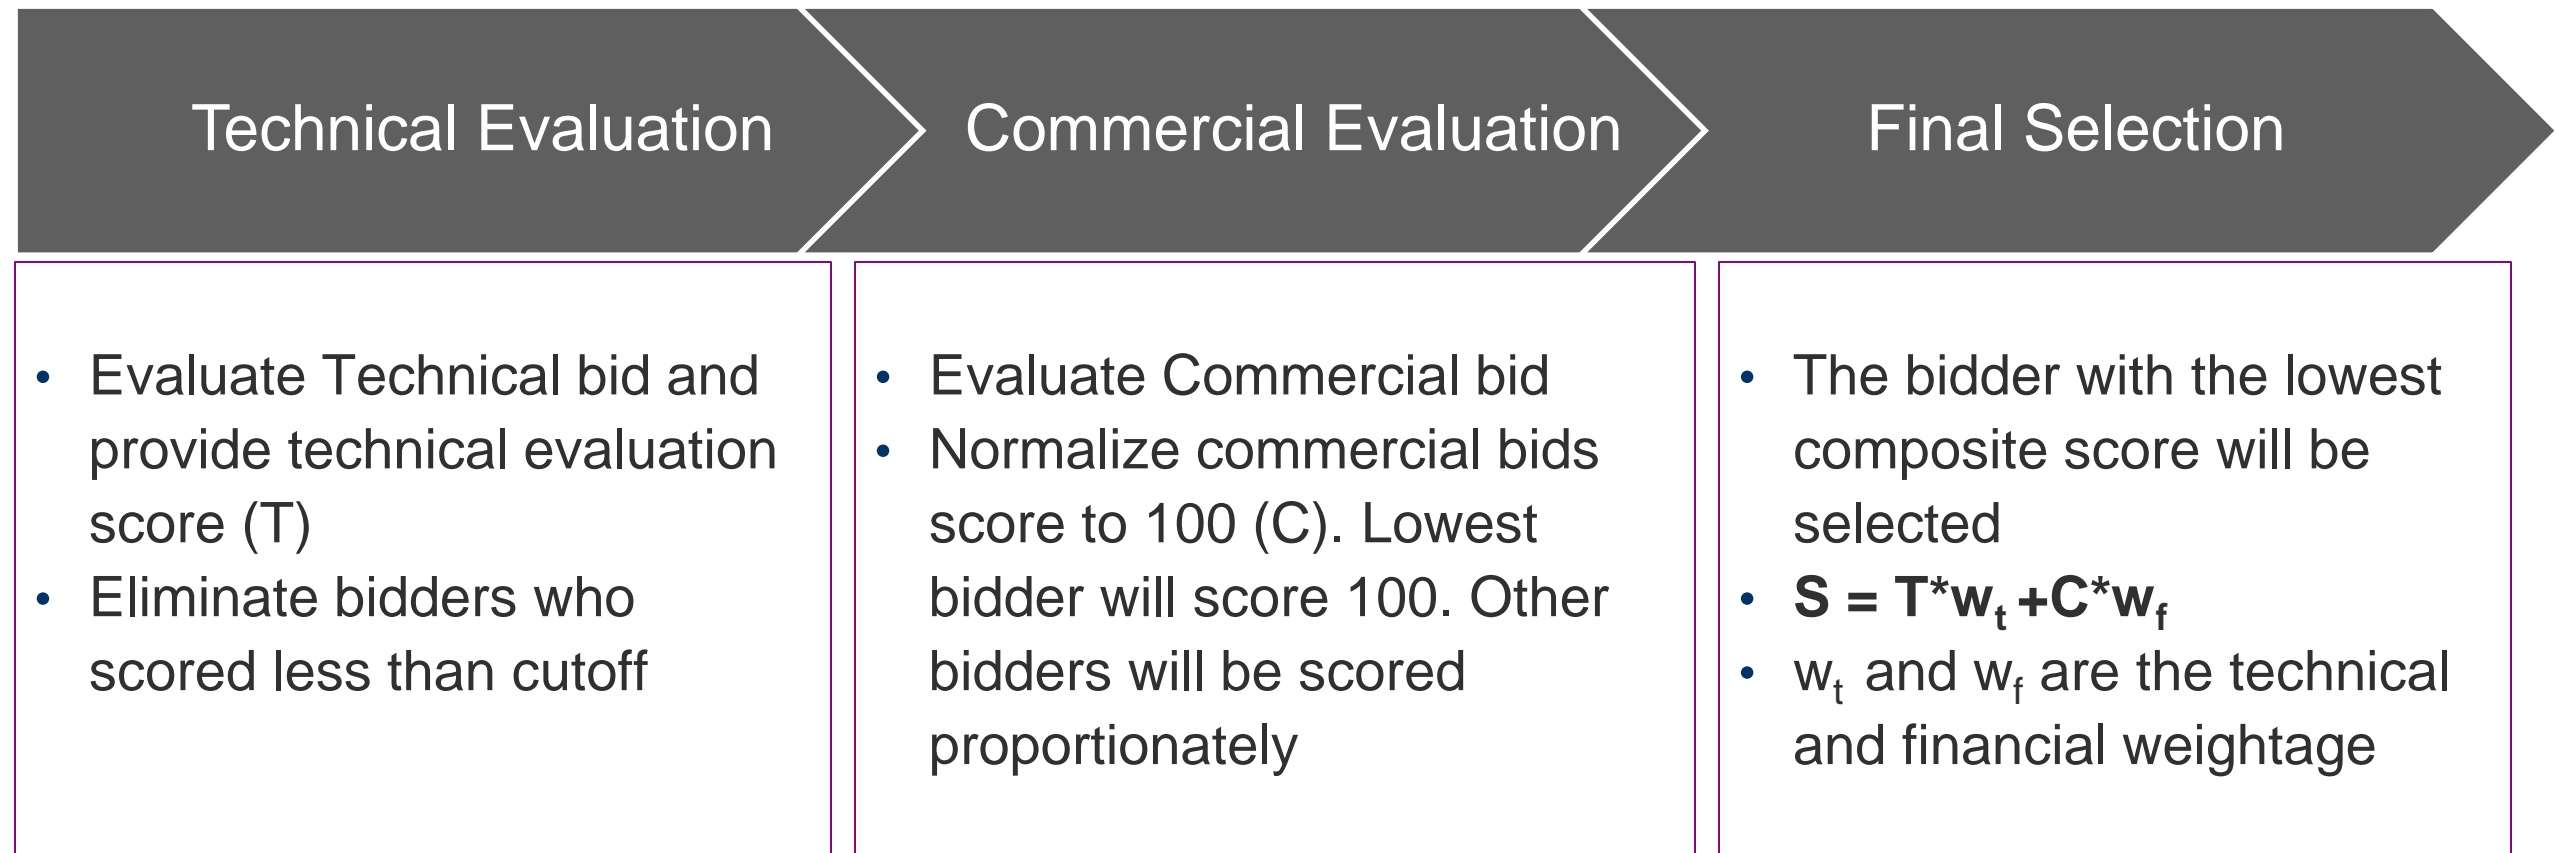 Technical Evaluation
Commercial Evaluation
Final Selection
• Evaluate Technical bid and
provide technical evaluation
score (T)
• Eliminate bidders who
scored less than cutoff
• Evaluate Commercial bid
• Normalize commercial bids
score to 100 (C). Lowest
bidder will score 100. Other
bidders will be scored
proportionately
• The bidder with the lowest
composite score will be
selected
• S = T*wₜ +C*w_f
• wₜ and w_f are the technical
and financial weightage